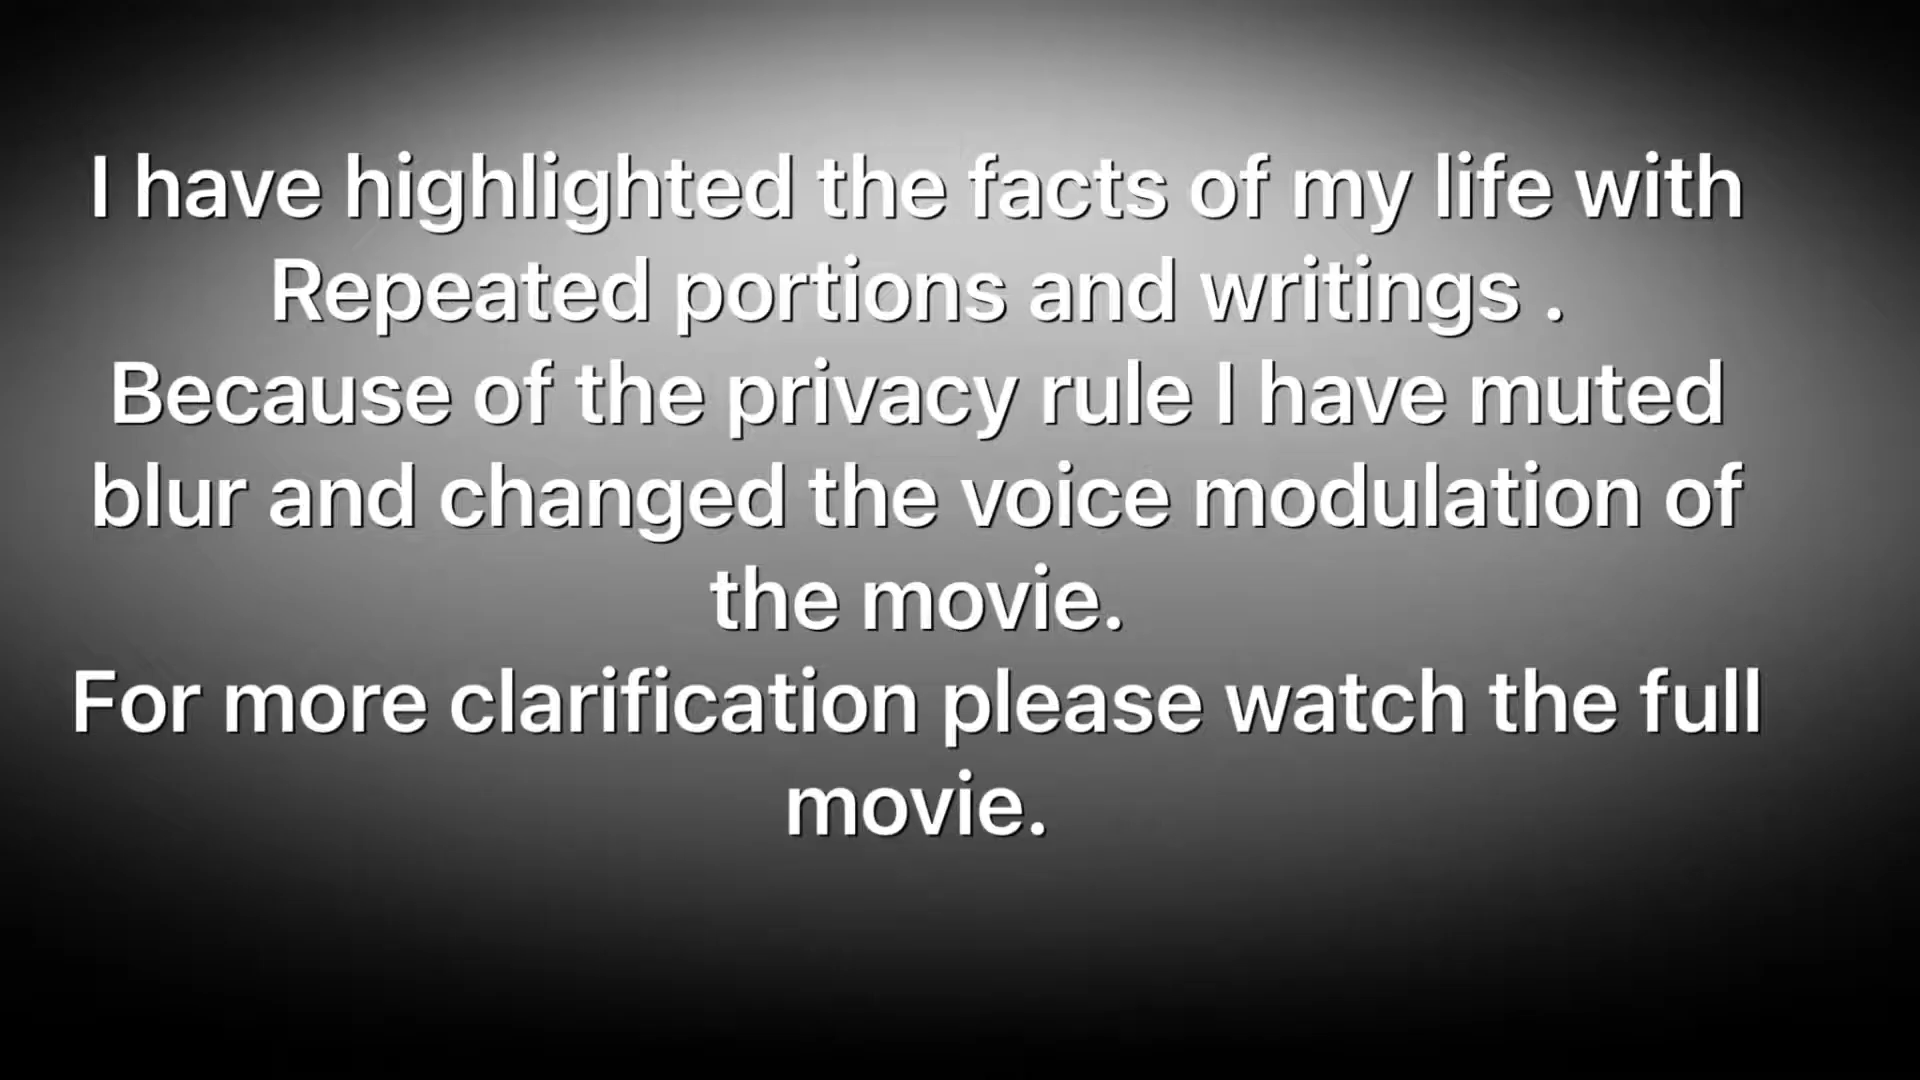 I have highlighted the facts of my life with
Repeated portions and writings .
Because of the privacy rule I have muted
blur and changed the voice modulation of
the movie.
For more clarification please watch the full
movie.